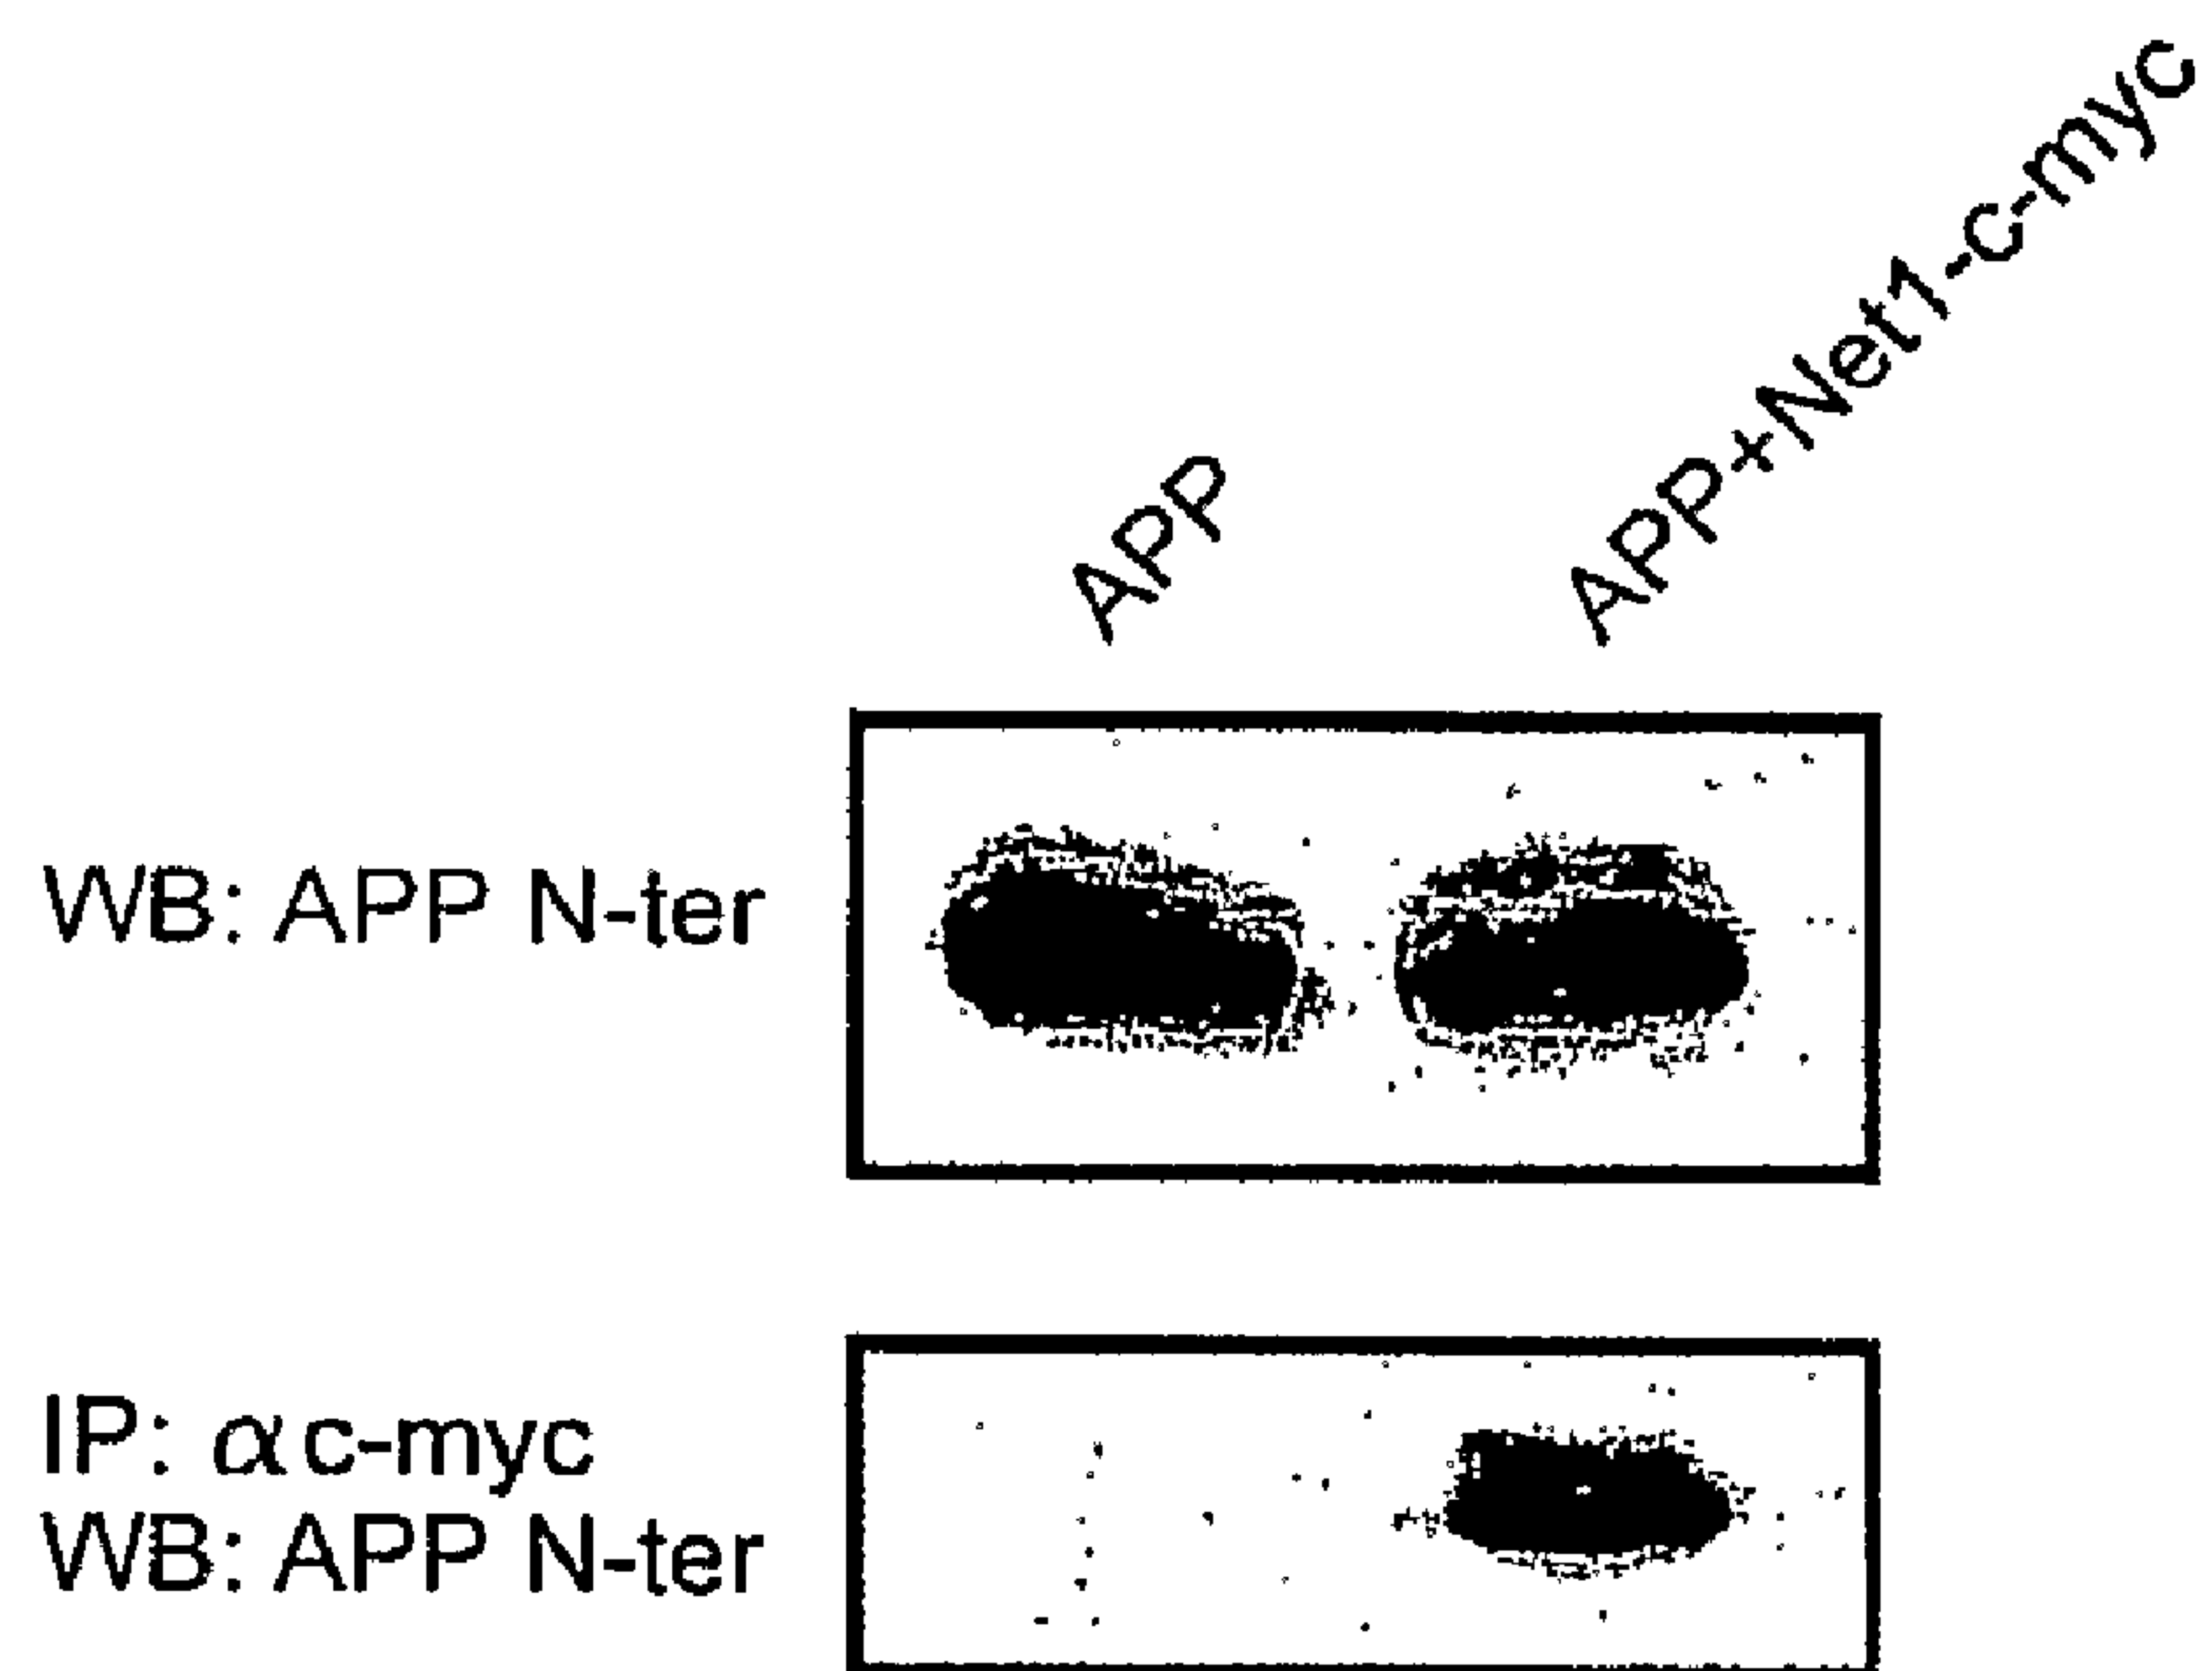 APP
APP+Net1-c-myc
WB: APP N-ter
IP: αc-myc
WB: APP N-ter